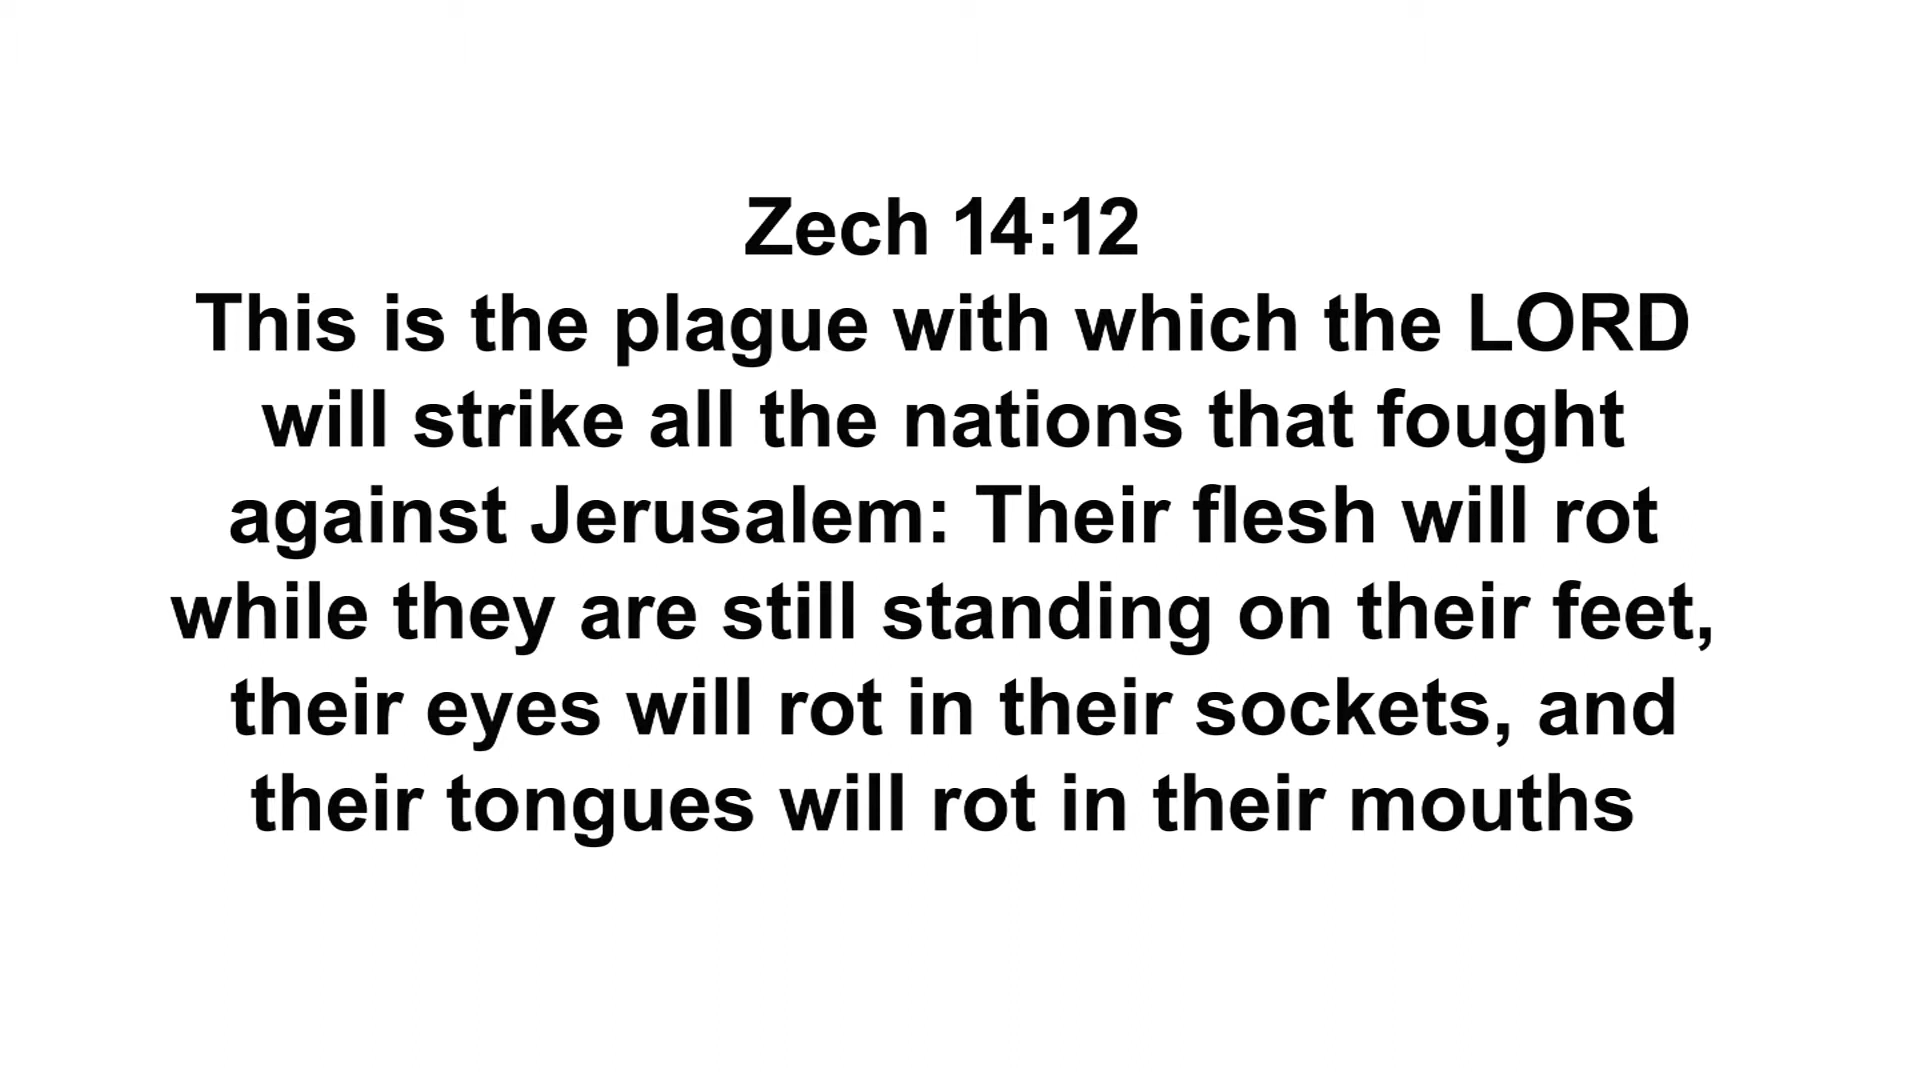 Zech 14:12
This is the plague with which the LORD
will strike all the nations that fought
against Jerusalem: Their flesh will rot
while they are still standing on their feet,
their eyes will rot in their sockets, and
their tongues will rot in their mouths